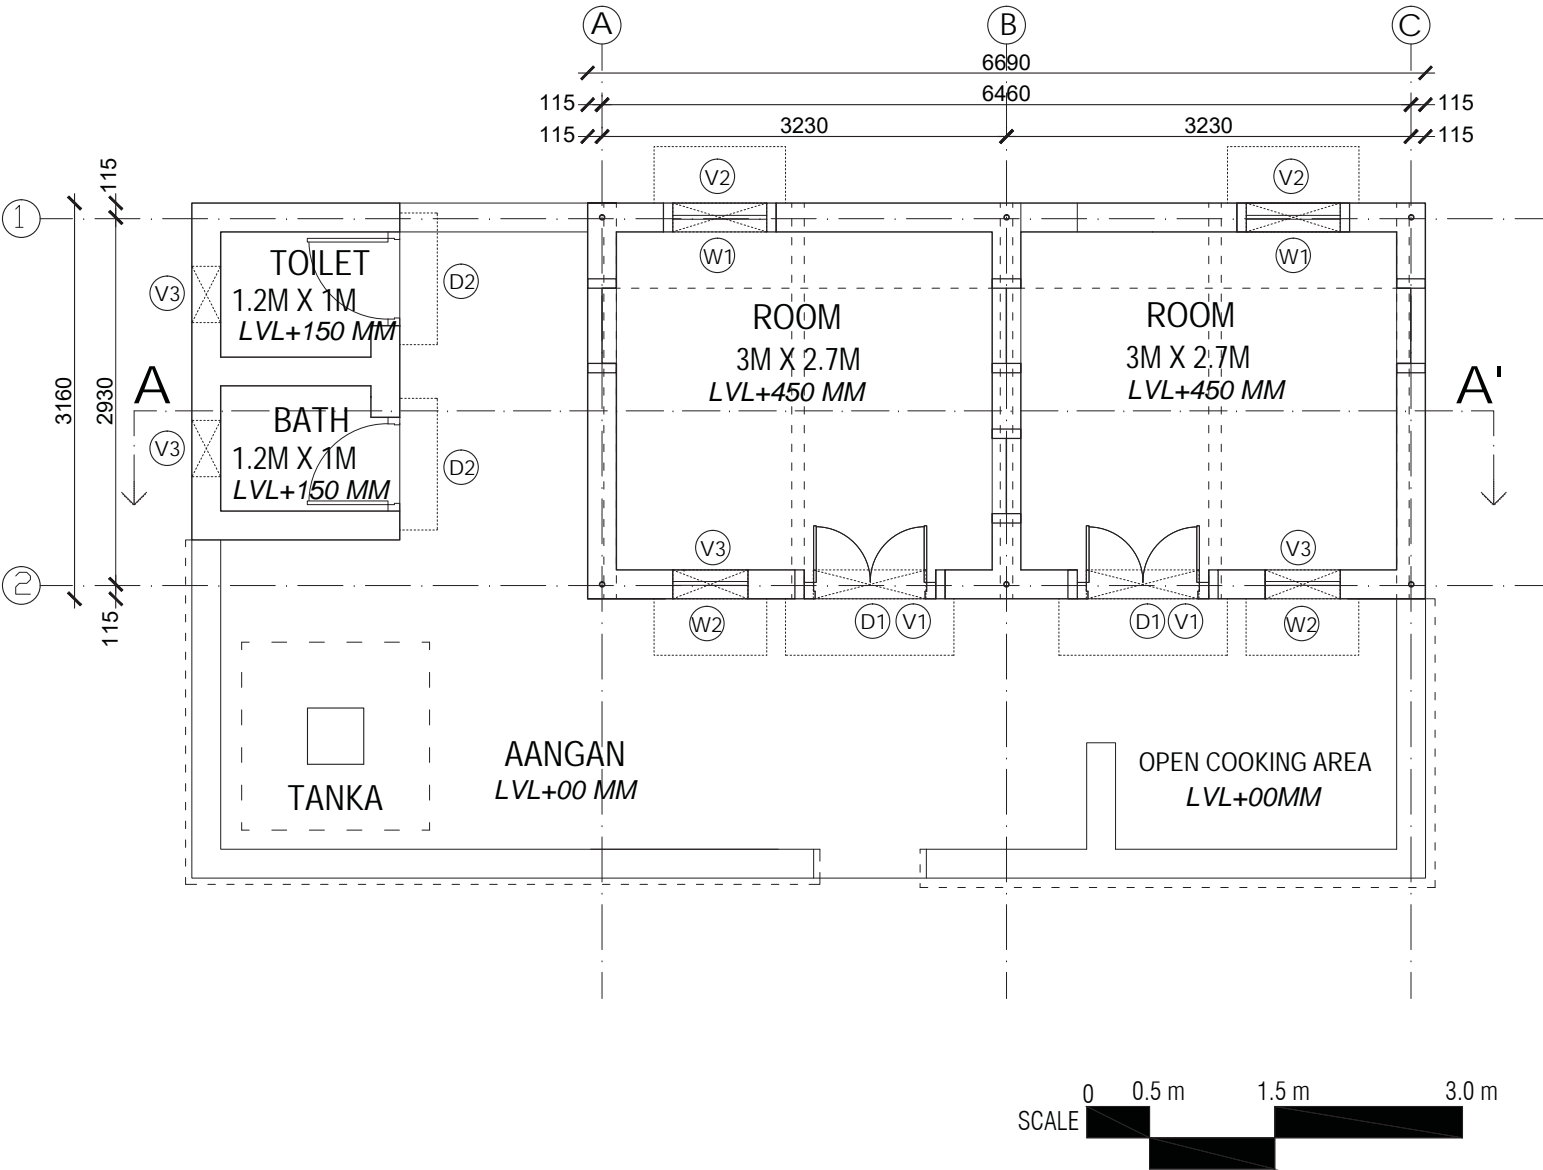 A
B
C
6690
115
6460
115
115
3230
3230
115
115
V2
V2
1
W1
W1
TOILET
1.2M X 1M
LVL+150 MM
V3
D2
ROOM
3M X 2.7M
LVL+450 MM
ROOM
3M X 2.7M
LVL+450 MM
3160
2930
A
A'
BATH
1.2M X 1M
LVL+150 MM
V3
D2
V3
V3
2
115
W2
D1
V1
D1
V1
W2
TANKA
AANGAN
LVL+00 MM
OPEN COOKING AREA
LVL+00MM
0
0.5 m
1.5 m
3.0 m
SCALE